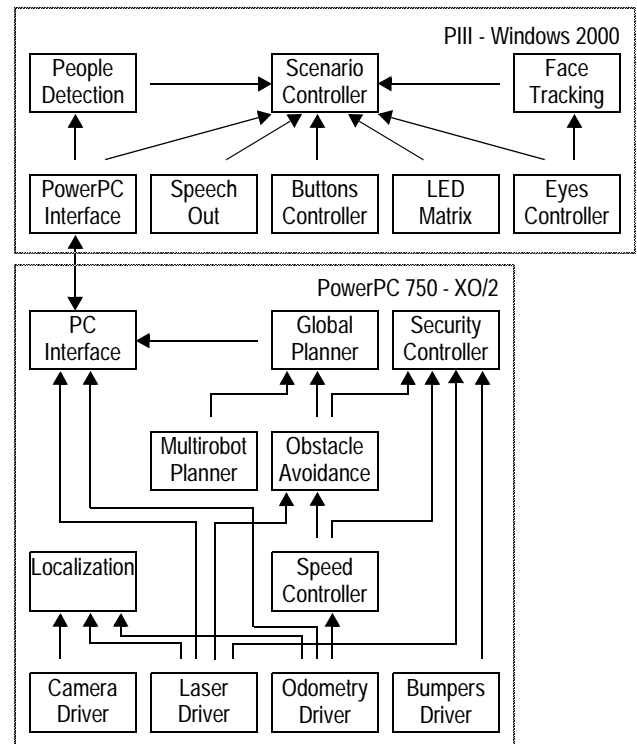 PIII - Windows 2000
People
Detection
Scenario
Controller
Face
Tracking
PowerPC
Interface
Speech
Out
Buttons
Controller
LED
Matrix
Eyes
Controller
PowerPC 750 - XO/2
PC
Interface
Global
Planner
Security
Controller
Multirobot
Planner
Obstacle
Avoidance
Localization
Speed
Controller
Camera
Driver
Laser
Driver
Odometry
Driver
Bumpers
Driver